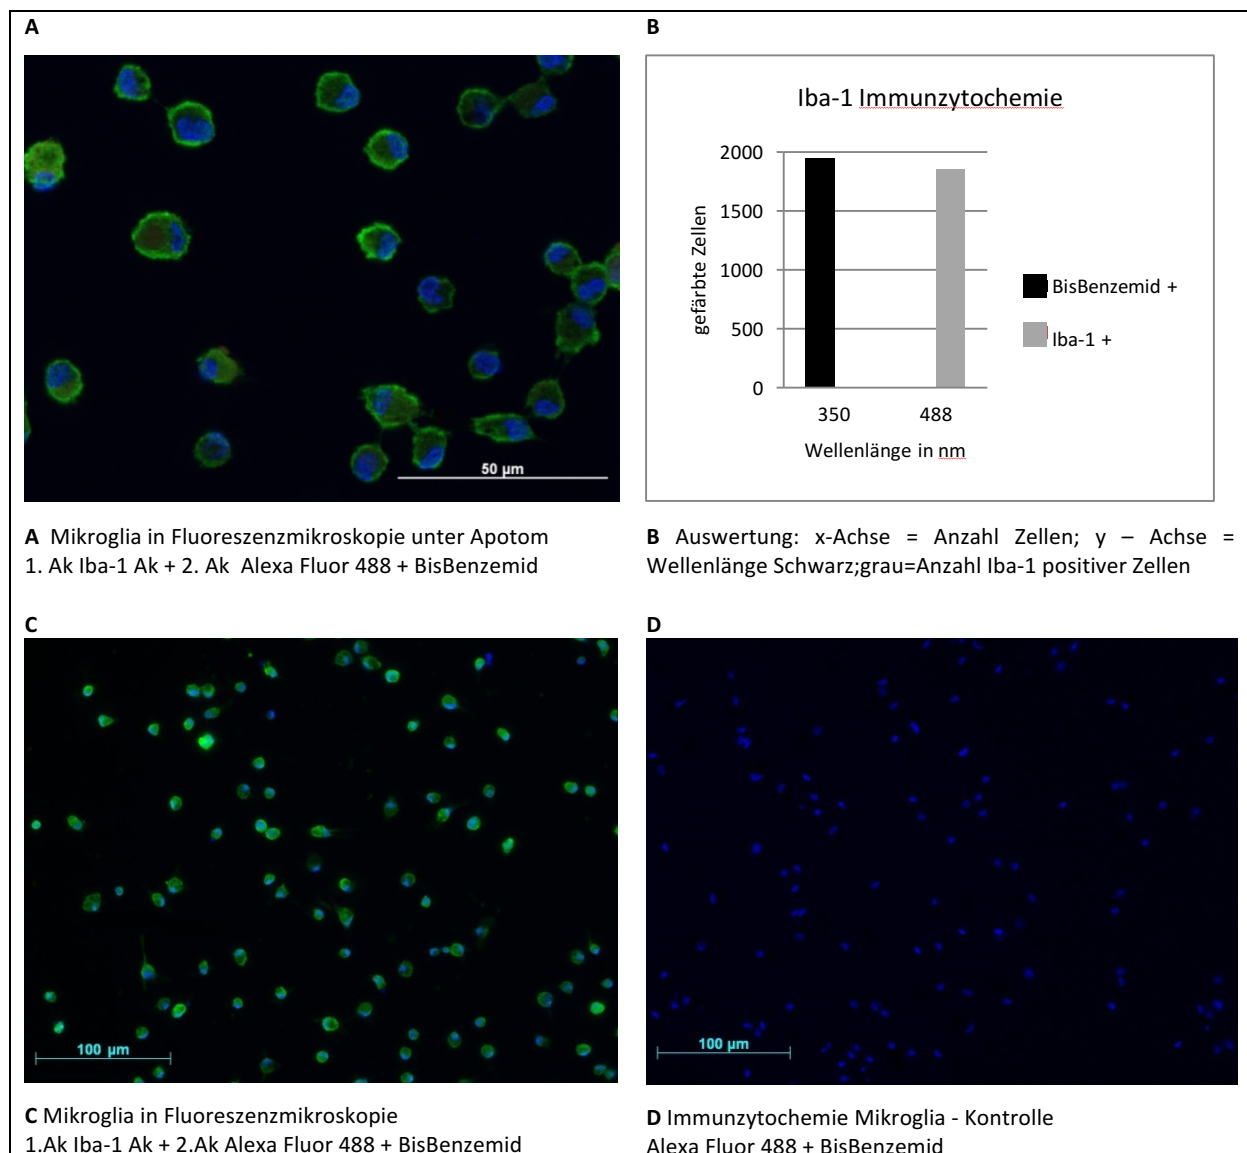 A
B
50 µm
Iba-1 Immunzytochemie
2000
1500
1000
500
0
gefärbte Zellen
350
488
Wellenlänge in nm
BisBenzemid +
Iba-1 +
A Mikroglia in Fluoreszenzmikroskopie unter Apotom
1. Ak Iba-1 Ak + 2. Ak Alexa Fluor 488 + BisBenzemid
B Auswertung: x-Achse = Anzahl Zellen; y – Achse =
Wellenlänge Schwarz;grau=Anzahl Iba-1 positiver Zellen
C
D
100 µm
100 µm
C Mikroglia in Fluoreszenzmikroskopie
1.Ak Iba-1 Ak + 2.Ak Alexa Fluor 488 + BisBenzemid
D Immunzytochemie Mikroglia - Kontrolle
Alexa Fluor 488 + BisBenzemid